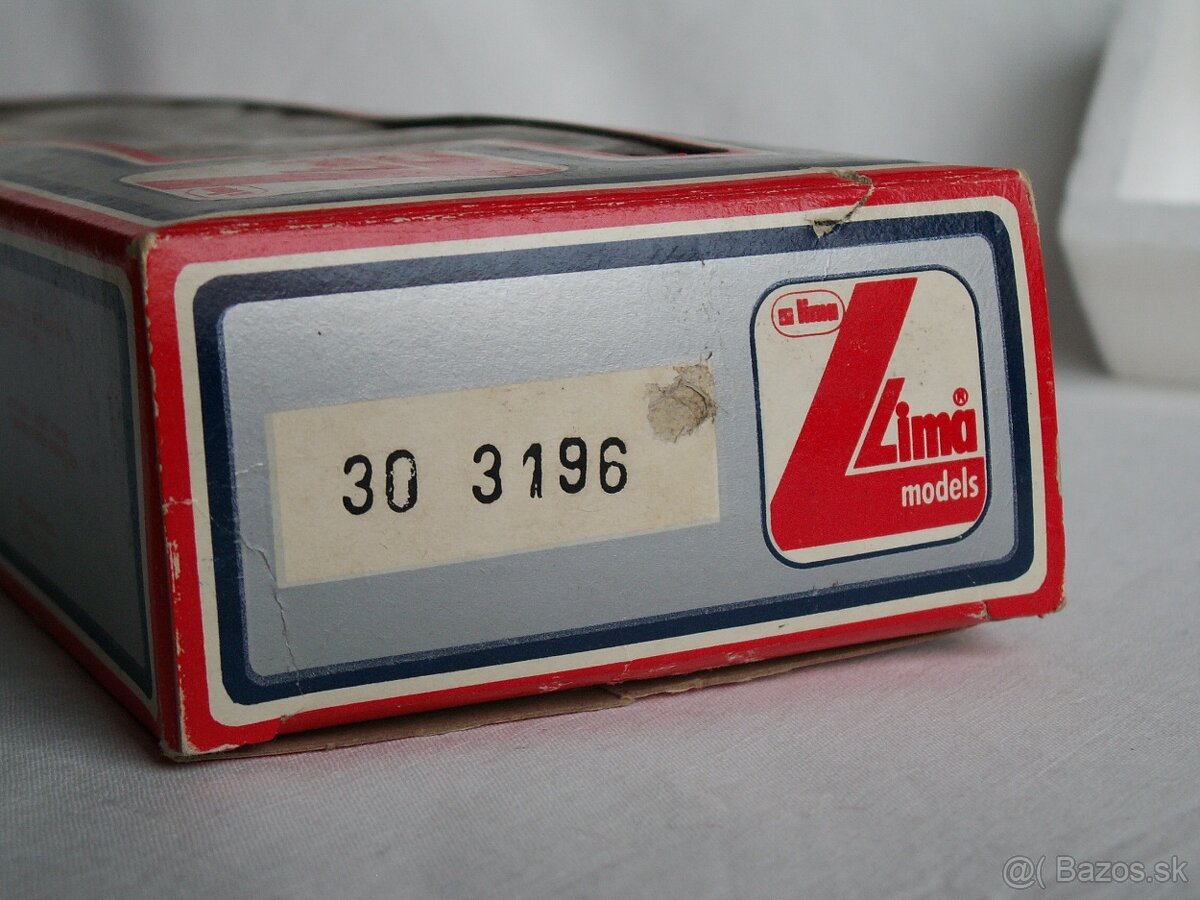 lima
30 3196
Lima®
models
@( Bazos.sk